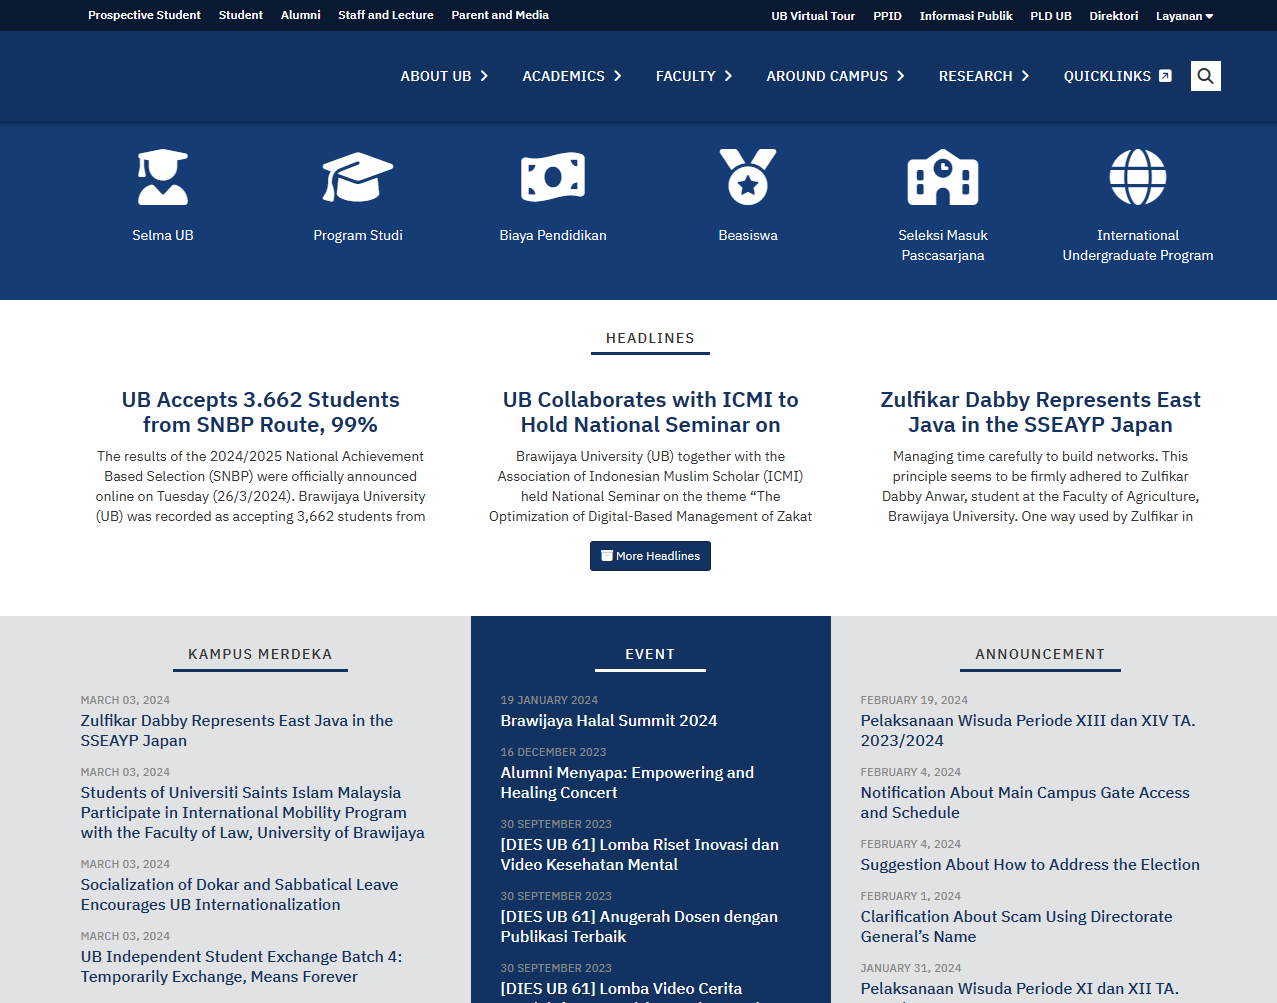 Prospective Student Student Alumni Staff and Lecture Parent and Media UB Virtual Tour PPID Informasi Publik PLD UB Direktori Layanan
ABOUT UB ACADEMICS FACULTY AROUND CAMPUS RESEARCH QUICKLINKS
Selma UB
Program Studi
Biaya Pendidikan
Beasiswa
Seleksi Masuk
Pascasarjana
International
Undergraduate Program
HEADLINES
UB Accepts 3.662 Students
from SNBP Route, 99%
The results of the 2024/2025 National Achievement
Based Selection (SNBP) were officially announced
online on Tuesday (26/3/2024). Brawijaya University
(UB) was recorded as accepting 3,662 students from
UB Collaborates with ICMI to
Hold National Seminar on
Brawijaya University (UB) together with the
Association of Indonesian Muslim Scholar (ICMI)
held National Seminar on the theme “The
Optimization of Digital-Based Management of Zakat
Zulfikar Dabby Represents East
Java in the SSEAYP Japan
Managing time carefully to build networks. This
principle seems to be firmly adhered to Zulfikar
Dabby Anwar, student at the Faculty of Agriculture,
Brawijaya University. One way used by Zulfikar in
More Headlines
KAMPUS MERDEKA
MARCH 03, 2024
Zulfikar Dabby Represents East Java in the
SSEAYP Japan
MARCH 03, 2024
Students of Universiti Saints Islam Malaysia
Participate in International Mobility Program
with the Faculty of Law, University of Brawijaya
MARCH 03, 2024
Socialization of Dokar and Sabbatical Leave
Encourages UB Internationalization
MARCH 03, 2024
UB Independent Student Exchange Batch 4:
Temporarily Exchange, Means Forever
EVENT
19 JANUARY 2024
Brawijaya Halal Summit 2024
16 DECEMBER 2023
Alumni Menyapa: Empowering and
Healing Concert
30 SEPTEMBER 2023
[DIES UB 61] Lomba Riset Inovasi dan
Video Kesehatan Mental
30 SEPTEMBER 2023
[DIES UB 61] Anugerah Dosen dengan
Publikasi Terbaik
30 SEPTEMBER 2023
[DIES UB 61] Lomba Video Cerita
ANNOUNCEMENT
FEBRUARY 19, 2024
Pelaksanaan Wisuda Periode XIII dan XIV TA.
2023/2024
FEBRUARY 4, 2024
Notification About Main Campus Gate Access
and Schedule
FEBRUARY 4, 2024
Suggestion About How to Address the Election
FEBRUARY 1, 2024
Clarification About Scam Using Directorate
General’s Name
JANUARY 31, 2024
Pelaksanaan Wisuda Periode XI dan XII TA.